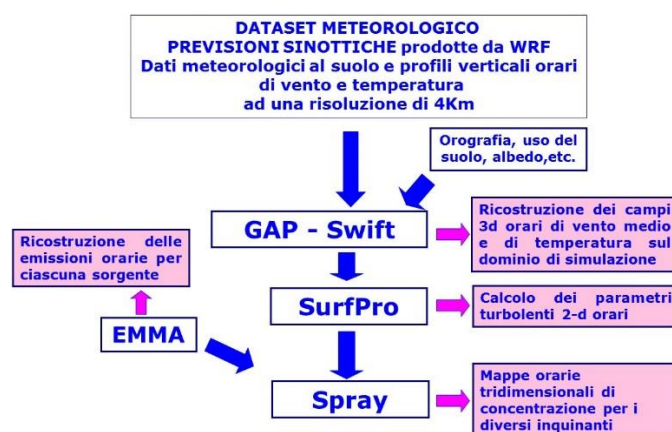 DATASET METEOROLOGICO
PREVISIONI SINOTTICHE prodotte da WRF
Dati meteorologici al suolo e profili verticali orari
di vento e temperatura
ad una risoluzione di 4Km
Orografia, uso del
suolo, albedo,etc.
GAP - Swift
Ricostruzione dei campi
3d orari di vento medio
e di temperatura sul
dominio di simulazione
Ricostruzione delle
emissioni orarie per
ciascuna sorgente
SurfPro
Calcolo dei parametri
turbolenti 2-d orari
EMMA
Spray
Mappe orarie
tridimensionali di
concentrazione per i
diversi inquinanti